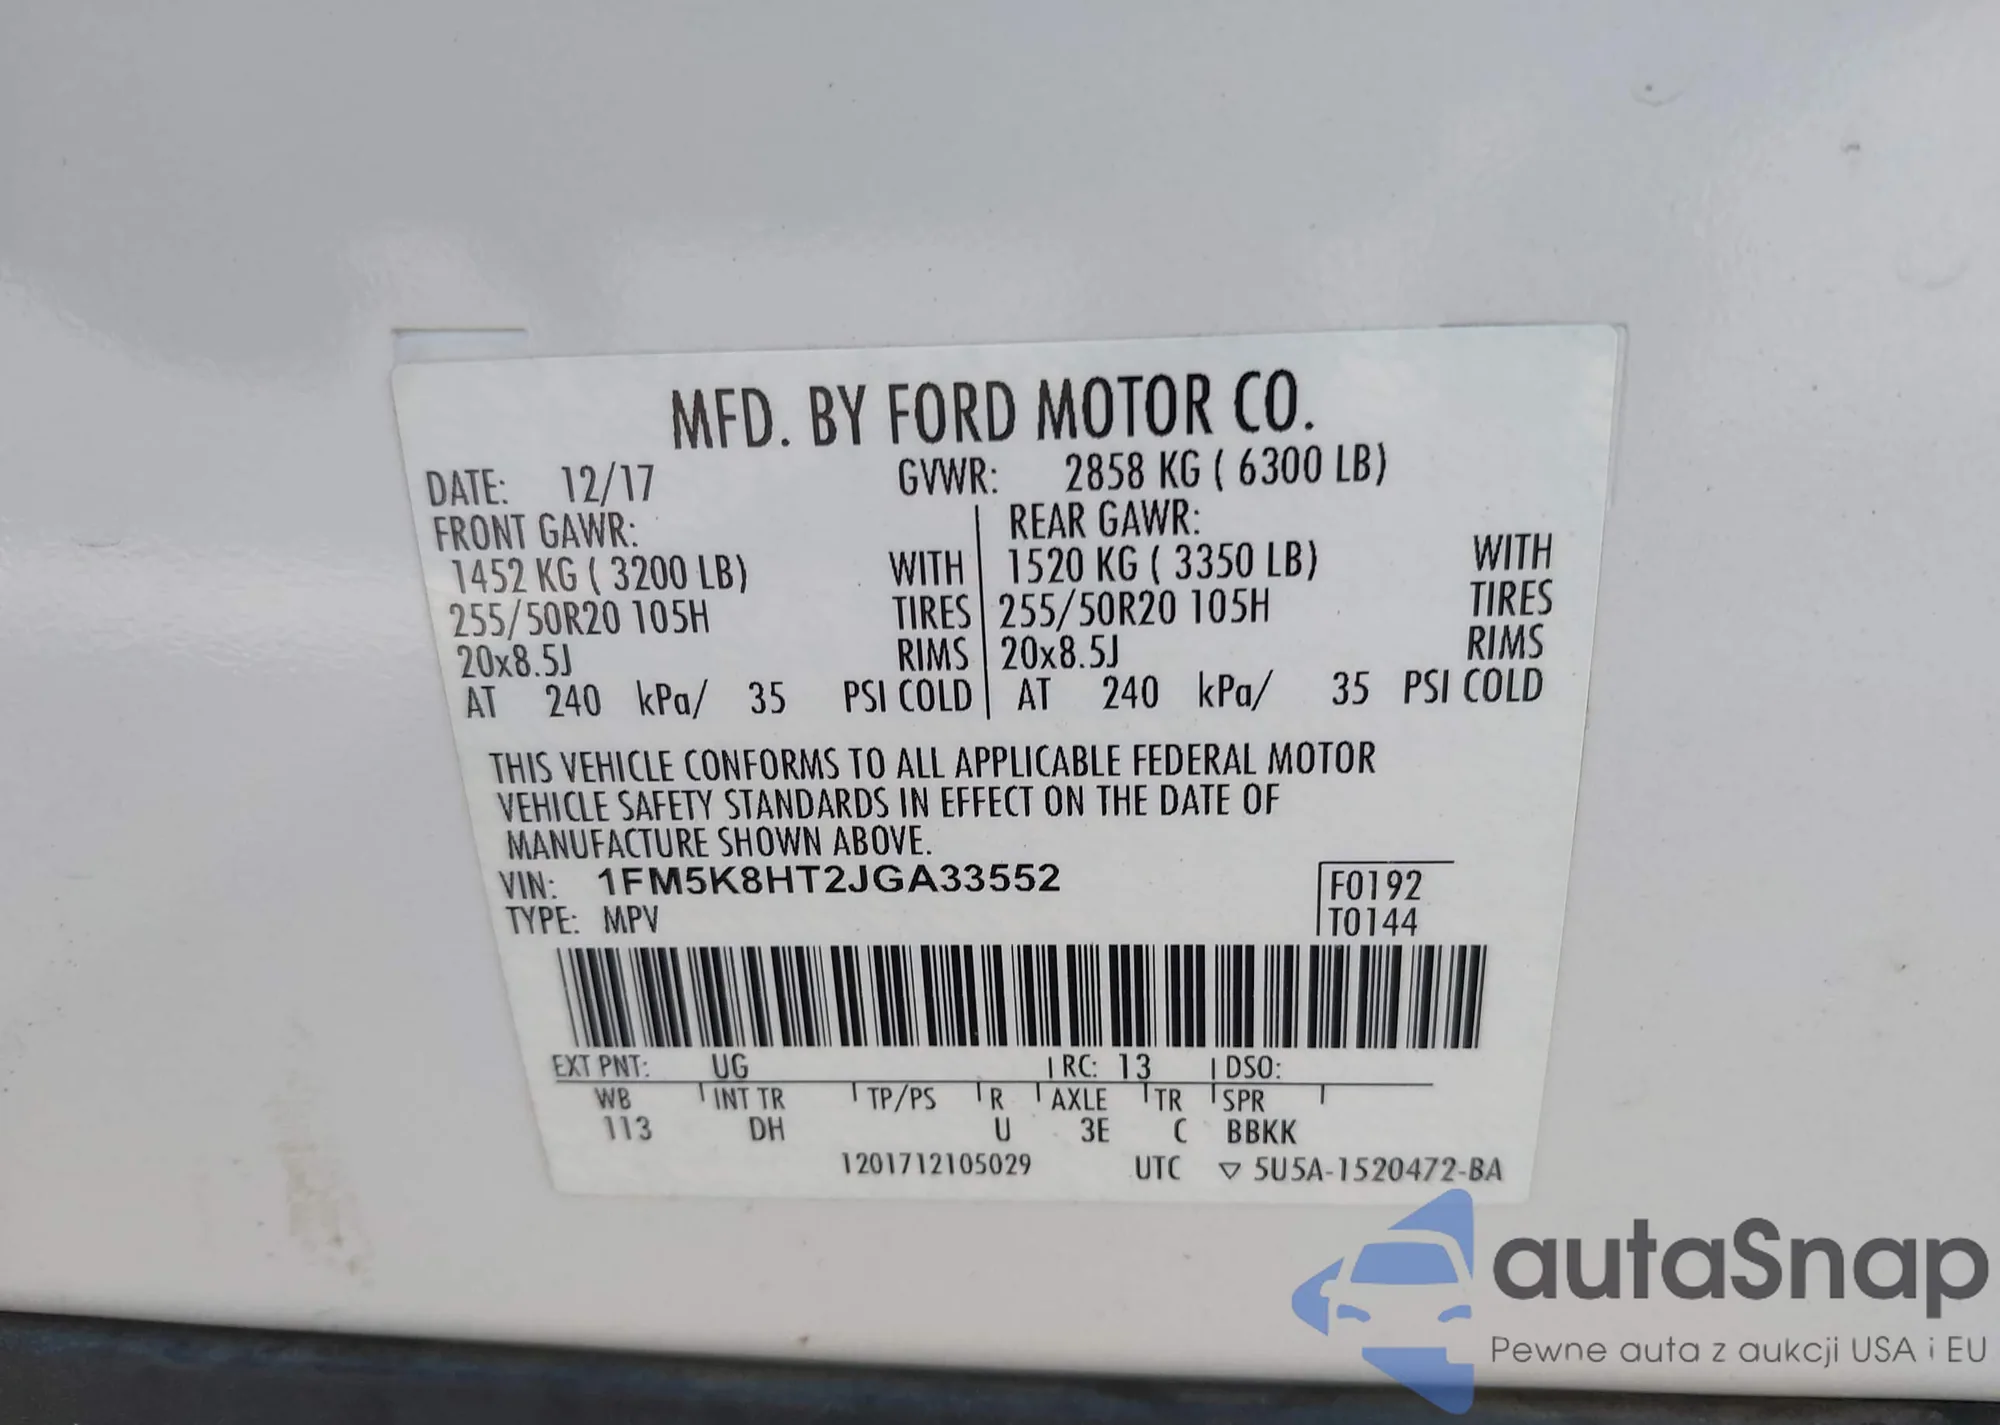 MFD. BY FORD MOTOR CO.
DATE: 12/17 GVWR: 2858 KG ( 6300 LB)
FRONT GAWR: REAR GAWR:
1452 KG ( 3200 LB) WITH 1520 KG ( 3350 LB) WITH
255/50R20 105H TIRES 255/50R20 105H TIRES
20x8.5J RIMS 20x8.5J RIMS
AT 240 kPa/ 35 PSI COLD AT 240 kPa/ 35 PSI COLD
THIS VEHICLE CONFORMS TO ALL APPLICABLE FEDERAL MOTOR
VEHICLE SAFETY STANDARDS IN EFFECT ON THE DATE OF
MANUFACTURE SHOWN ABOVE.
VIN: 1FM5K8HT2JGA33552 F0192
TYPE: MPV T0144
EXT PNT: UG RC: 13 DSO:
WB INT TR TP/PS R AXLE TR SPR
113 DH U 3E C BBKK
1201712105029 UTC ▽ 5U5A-1520472-BA
autaSnap
Pewne auta z aukcji USA i EU